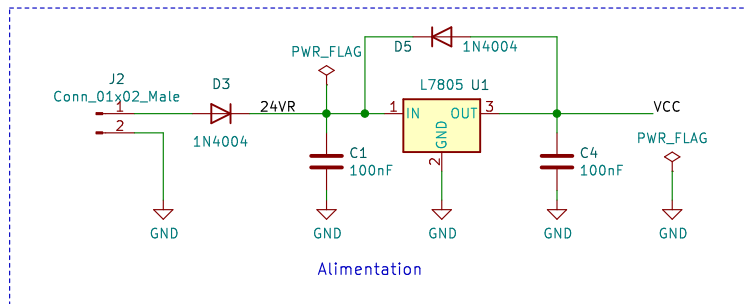 J2
Conn_01x02_Male
1
2
D3
1N4004
24VR
PWR_FLAG
D5
1N4004
L7805 U1
1
IN
OUT
3
GND
2
C1
100nF
C4
100nF
VCC
PWR_FLAG
GND
GND
GND
GND
GND
Alimentation